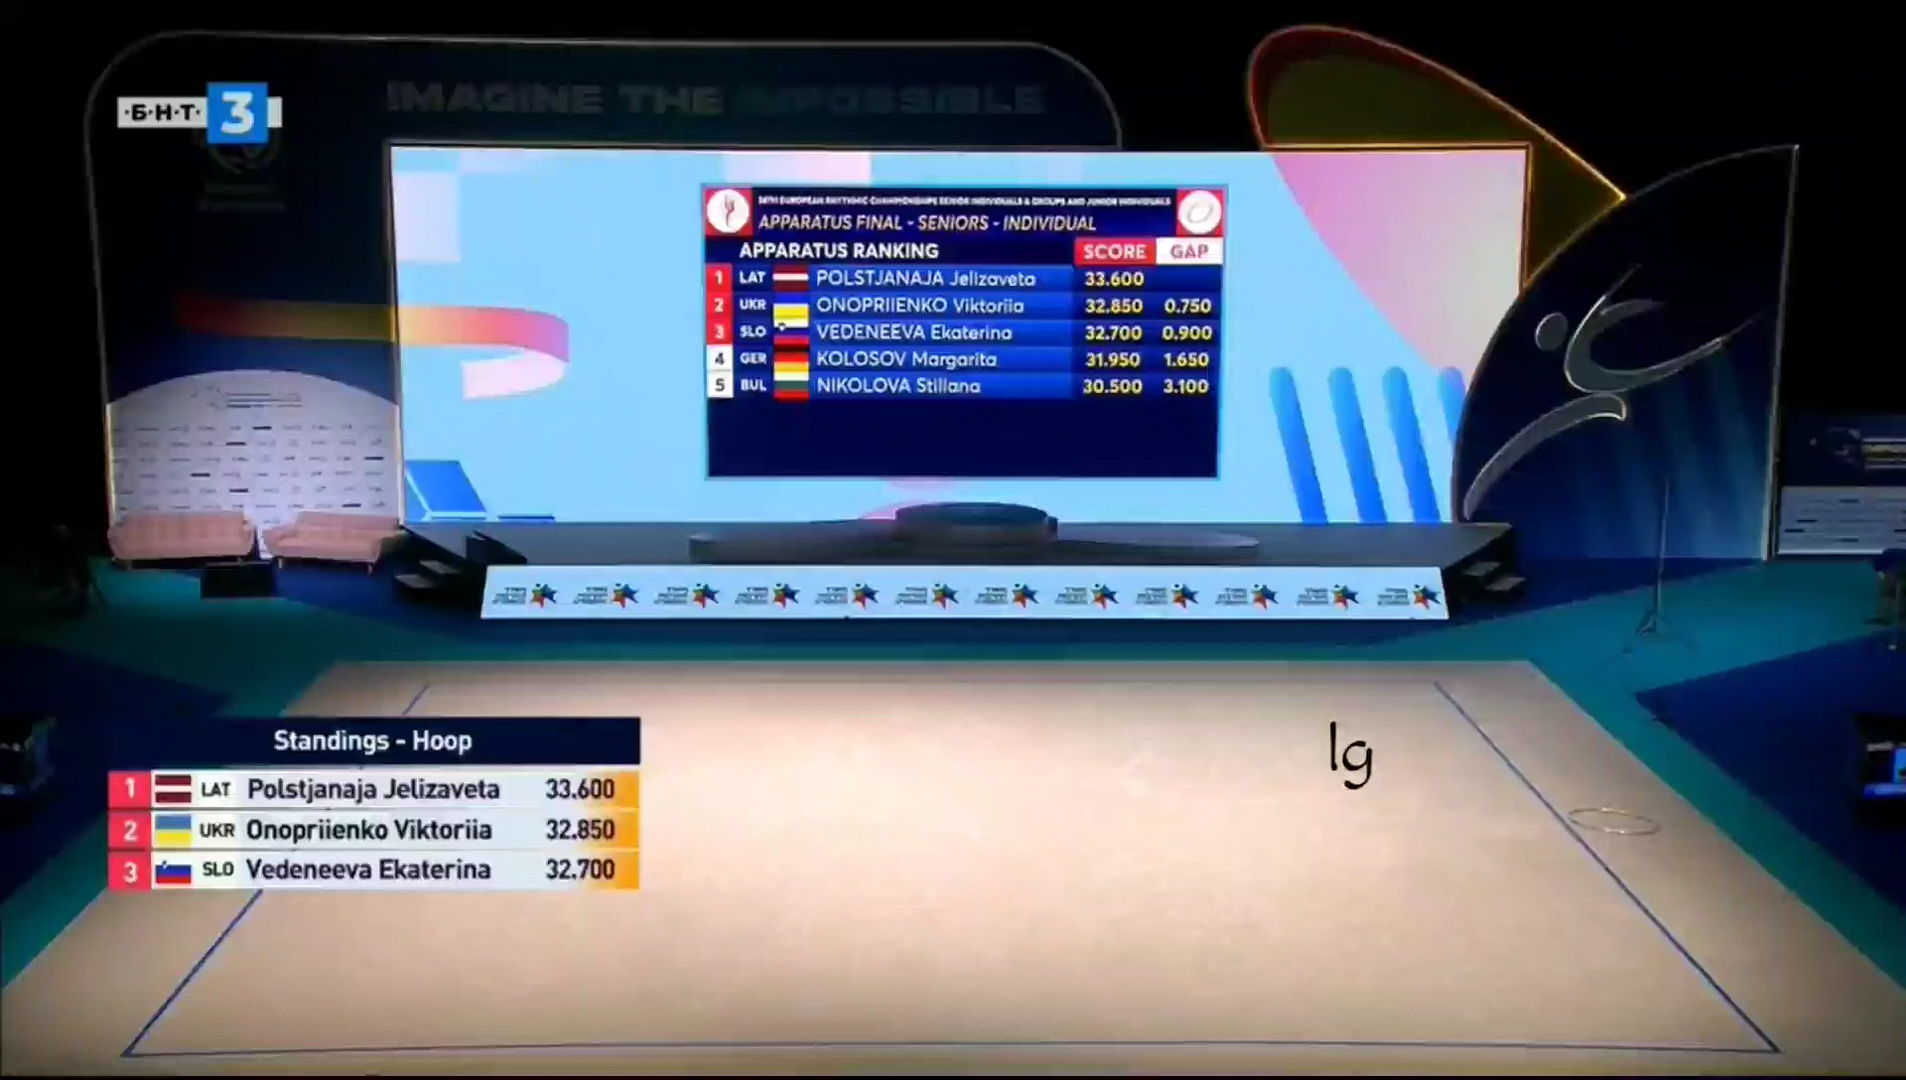 IMAGINE THE IMPOSSIBLE
·Б·Н·Т· 3
APPARATUS FINAL - SENIORS - INDIVIDUAL
APPARATUS RANKING SCORE GAP
1 LAT POLSTJANAJA Jelizaveta 33.600
2 UKR ONOPRIIENKO Viktoriia 32.850 0.750
3 SLO VEDENEEVA Ekaterina 32.700 0.900
4 GER KOLOSOV Margarita 31.950 1.650
5 BUL NIKOLOVA Stiliana 30.500 3.100
Standings - Hoop
1 LAT Polstjanaja Jelizaveta 33.600
2 UKR Onopriienko Viktoriia 32.850
3 SLO Vedeneeva Ekaterina 32.700
lg